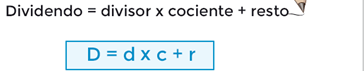 Dividendo = divisor x cociente + resto
D = d x c + r